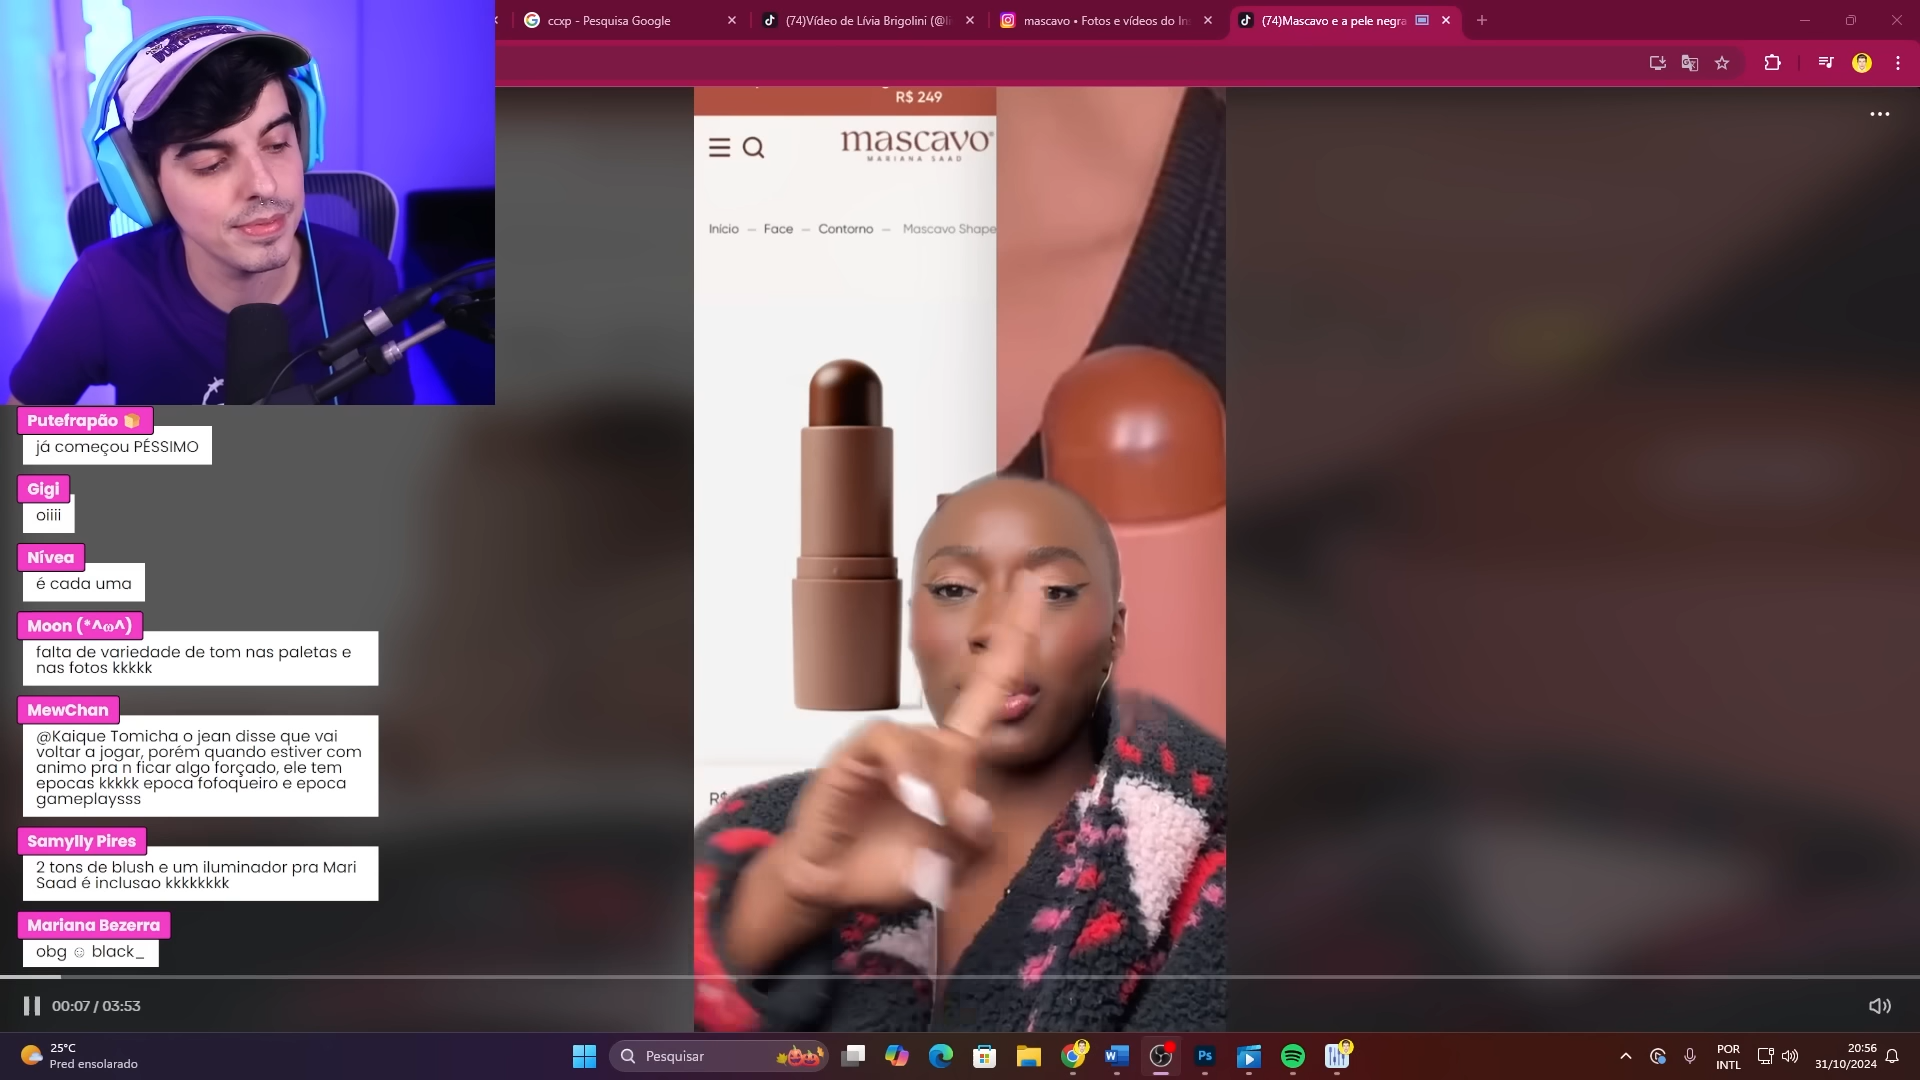 ccxp - Pesquisa Google
(74)Vídeo de Lívia Brigolini (@li
mascavo • Fotos e vídeos do In
(74)Mascavo e a pele negra
R$ 249
mascavo
MARIANA SAAD
Início — Face — Contorno — Mascavo Shape
R$
Putefrapão
já começou PÉSSIMO
Gigi
oiiii
Nívea
é cada uma
Moon (*^ω^)
falta de variedade de tom nas paletas e
nas fotos kkkkk
MewChan
@Kaique Tomicha o jean disse que vai
voltar a jogar, porém quando estiver com
animo pra n ficar algo forçado, ele tem
epocas kkkkk epoca fofoqueiro e epoca
gameplaysss
Samylly Pires
2 tons de blush e um iluminador pra Mari
Saad é inclusao kkkkkkkk
Mariana Bezerra
obg ☺ black_
00:07 / 03:53
25°C
Pred ensolarado
Pesquisar
POR
INTL
20:56
31/10/2024